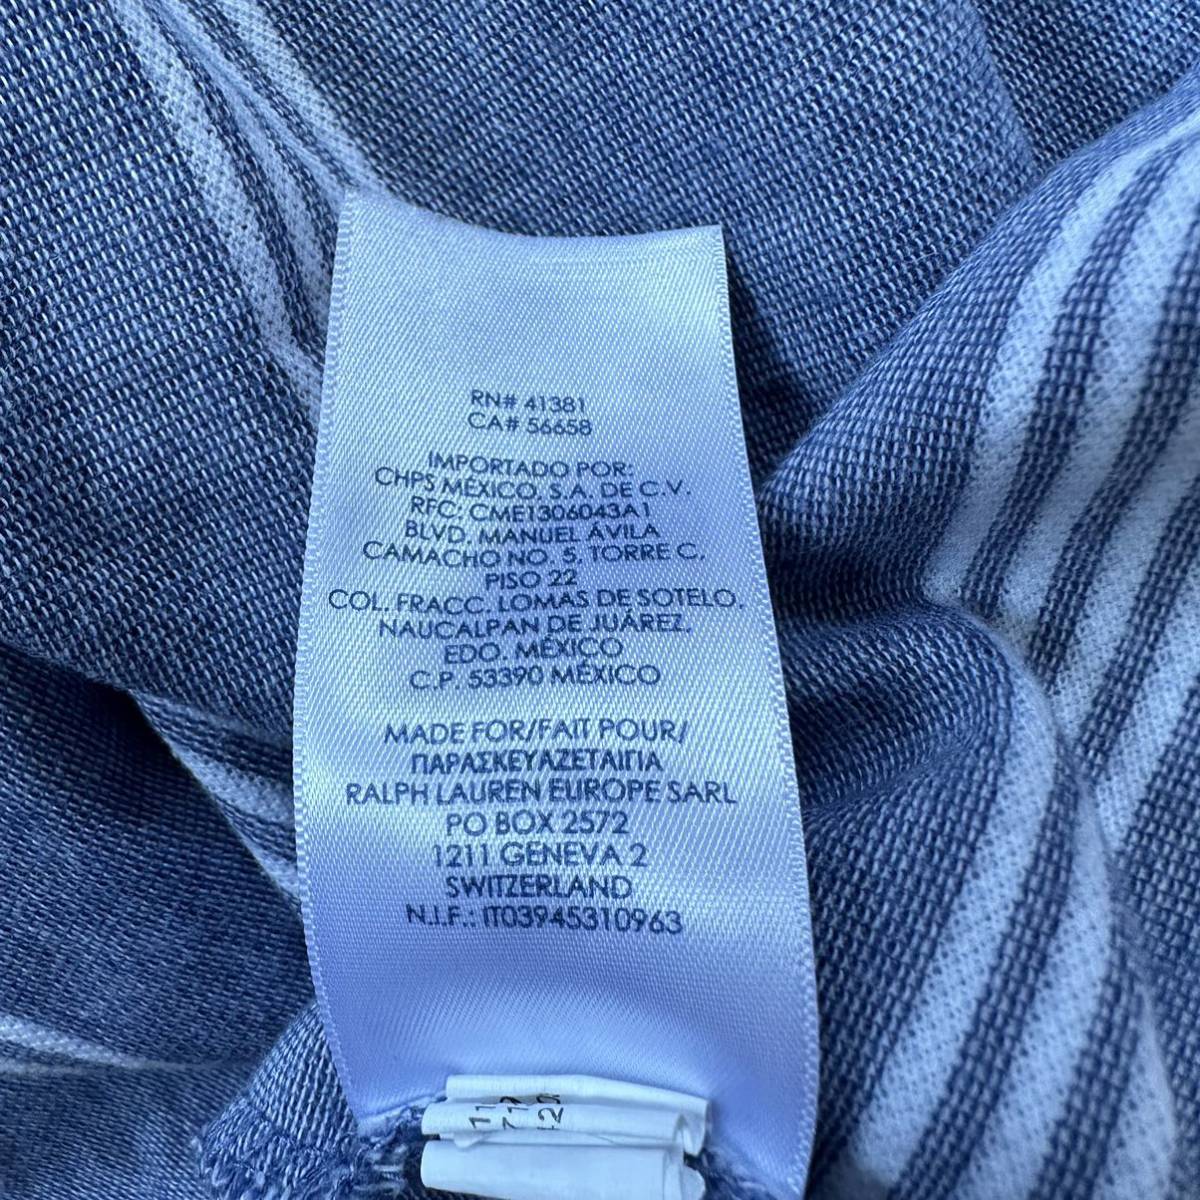 RN# 41381
CA# 56658
IMPORTADO POR:
CHPS MÉXICO, S.A. DE C.V.
RFC: CME1306043A1
BLVD. MANUEL ÁVILA
CAMACHO NO. 5, TORRE C,
PISO 22
COL. FRACC. LOMAS DE SOTELO,
NAUCALPAN DE JUÁREZ,
EDO. MÉXICO
C.P. 53390 MÉXICO
MADE FOR/FAIT POUR/
ΠΑΡΑΣΚΕΥΑΖΕΤΑΙΓΙΑ
RALPH LAUREN EUROPE SARL
PO BOX 2572
1211 GENEVA 2
SWITZERLAND
N.I.F.: IT03945310963